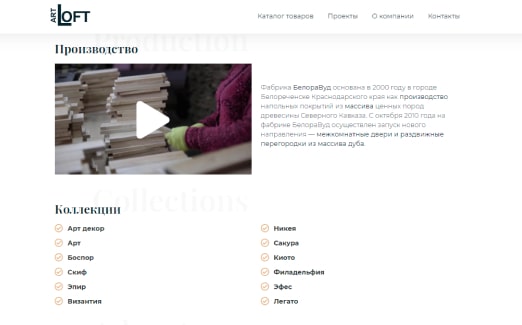 ART LOFT
Каталог товаров Проекты О компании Контакты
Production
Производство
Фабрика БелораВуд основана в 2000 году в городе
Белореченске Краснодарского края как производство
напольных покрытий из массива ценных пород
древесины Северного Кавказа. С октября 2010 года на
фабрике БелораВуд осуществлен запуск нового
направления — межкомнатные двери и раздвижные
перегородки из массива дуба.
Collections
Коллекции
Арт декор
Арт
Боспор
Скиф
Эпир
Византия
Никея
Сакура
Киото
Филадельфия
Эфес
Легато